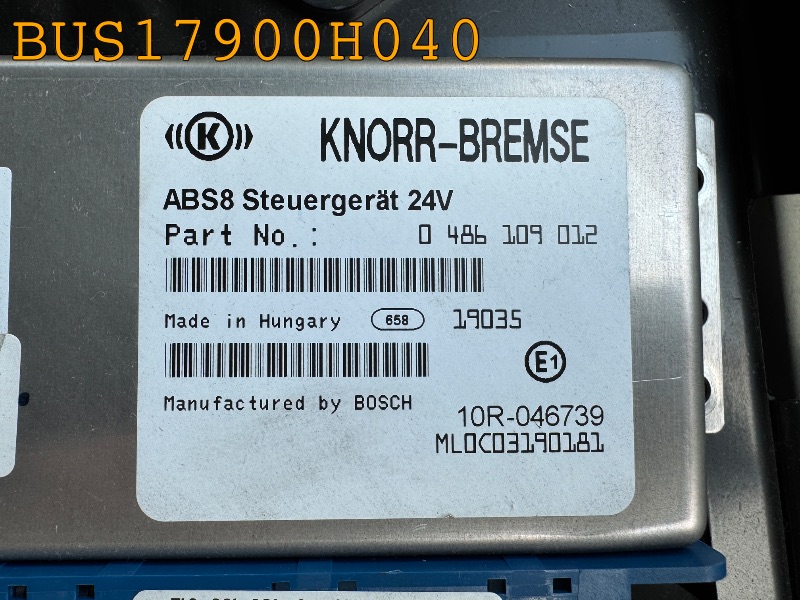 BUS17900H040
K KNORR-BREMSE
ABS8 Steuergerät 24V
Part No.: 0 486 109 012
Made in Hungary 658 19035
E1
Manufactured by BOSCH
10R-046739
ML0C03190181